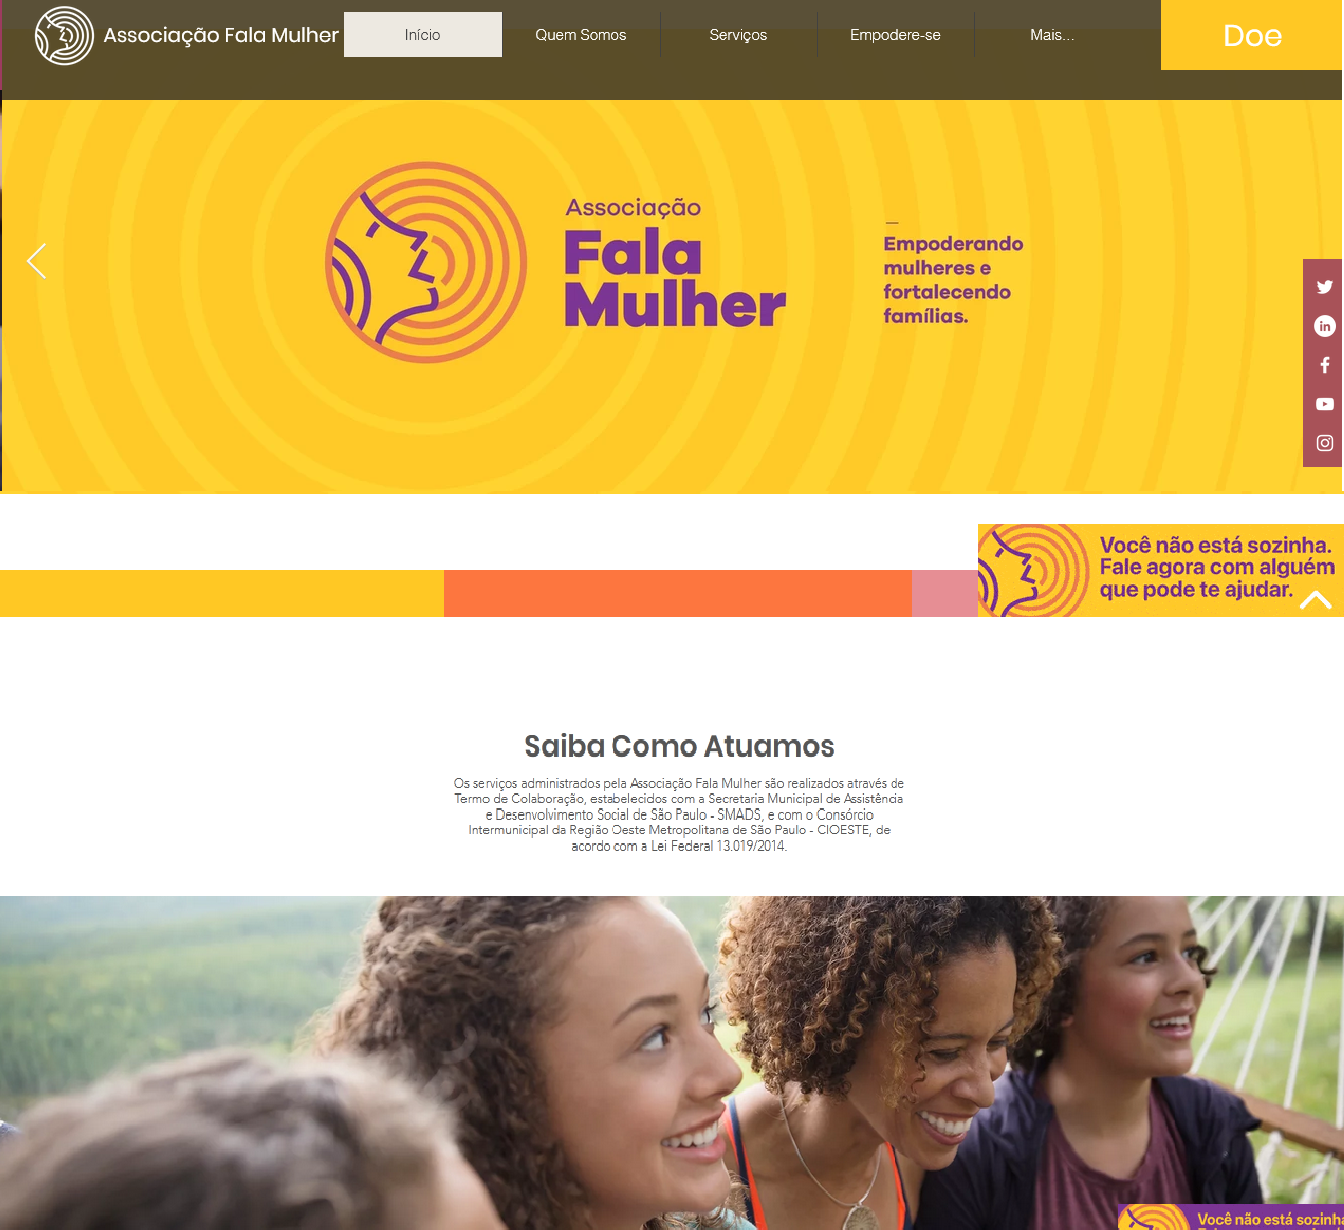 Associação Fala Mulher
Início
Quem Somos
Serviços
Empodere-se
Mais...
Doe
Associação
Fala
Mulher
Empoderando
mulheres e
fortalecendo
famílias.
in
Você não está sozinha.
Fale agora com alguém
que pode te ajudar.
Saiba Como Atuamos
Os serviços administrados pela Associação Fala Mulher são realizados através de
Termo de Colaboração, estabelecidos com a Secretaria Municipal de Assistência
e Desenvolvimento Social de São Paulo - SMADS, e com o Consórcio
Intermunicipal da Região Oeste Metropolitana de São Paulo - CIOESTE, de
acordo com a Lei Federal 13.019/2014.
Você não está